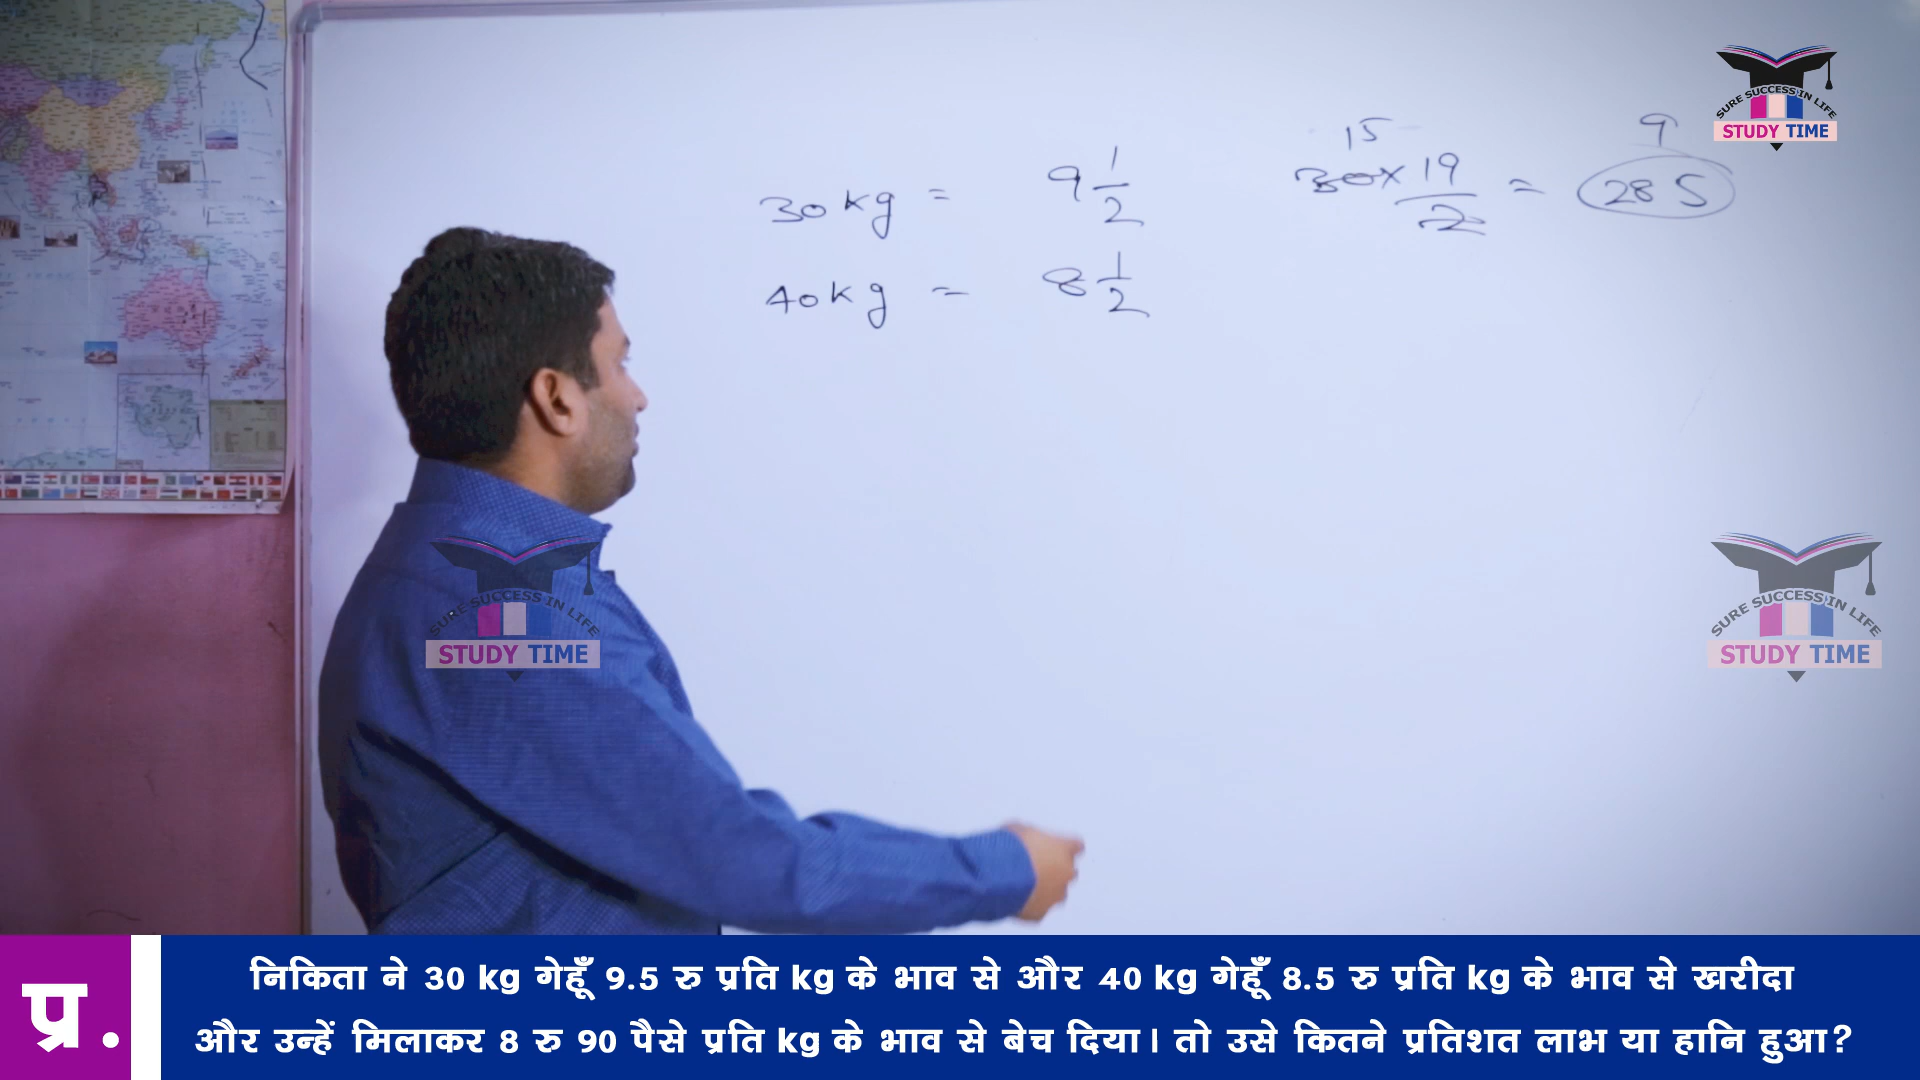 15
9
30 kg = 9 1/2
30 × 19/2 = 285
40 kg = 8 1/2
SURE SUCCESS IN LIFE
STUDY TIME
SURE SUCCESS IN LIFE
STUDY TIME
SURE SUCCESS IN LIFE
STUDY TIME
प्र.
निकिता ने 30 kg गेहूँ 9.5 रु प्रति kg के भाव से और 40 kg गेहूँ 8.5 रु प्रति kg के भाव से खरीदा
और उन्हें मिलाकर 8 रु 90 पैसे प्रति kg के भाव से बेच दिया। तो उसे कितने प्रतिशत लाभ या हानि हुआ?